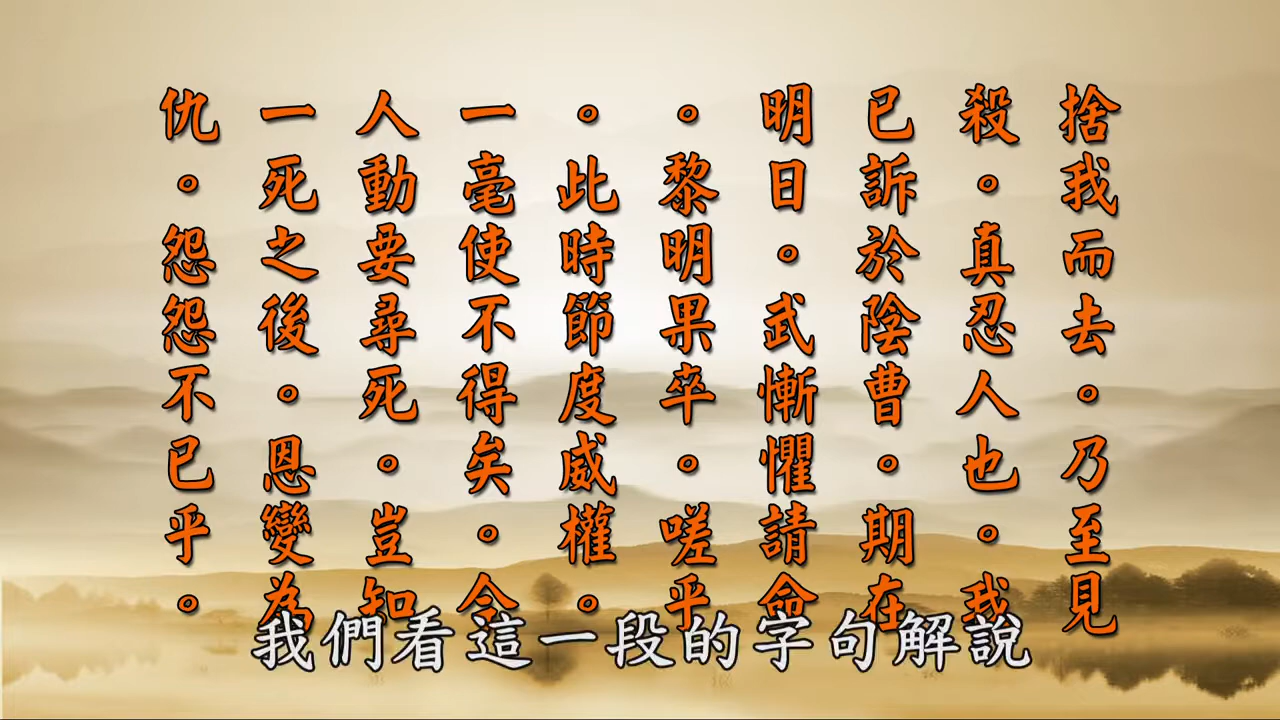 捨我而去。乃至見
殺。真忍人也。我
已訴於陰曹。期在
明日。武慚懼請命
。黎明果卒。嗟乎
。此時節度威權。
一毫使不得矣。令
人動要尋死。豈知
一死之後。恩變為
仇。怨怨不已乎。
我們看這一段的字句解說